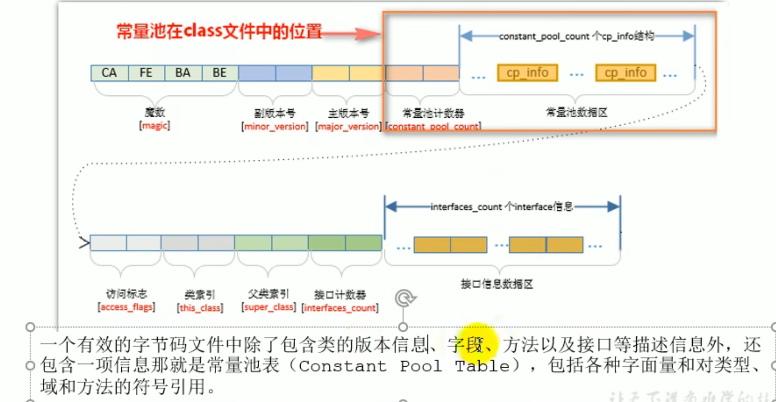 常量池在class文件中的位置
constant_pool_count 个cp_info结构
CA FE BA BE ... cp_info ... cp_info ...
魔数 副版本号 主版本号 常量池计数器 常量池数据区
[magic] [minor_version] [major_version] [constant_pool_count]
interfaces_count 个interface信息
... ... ...
访问标志 类索引 父类索引 接口计数器 接口信息数据区
[access_flags] [this_class] [super_class] [interfaces_count]
一个有效的字节码文件中除了包含类的版本信息、字段、方法以及接口等描述信息外，还
包含一项信息那就是常量池表（Constant Pool Table），包括各种字面量和对类型、
域和方法的符号引用。